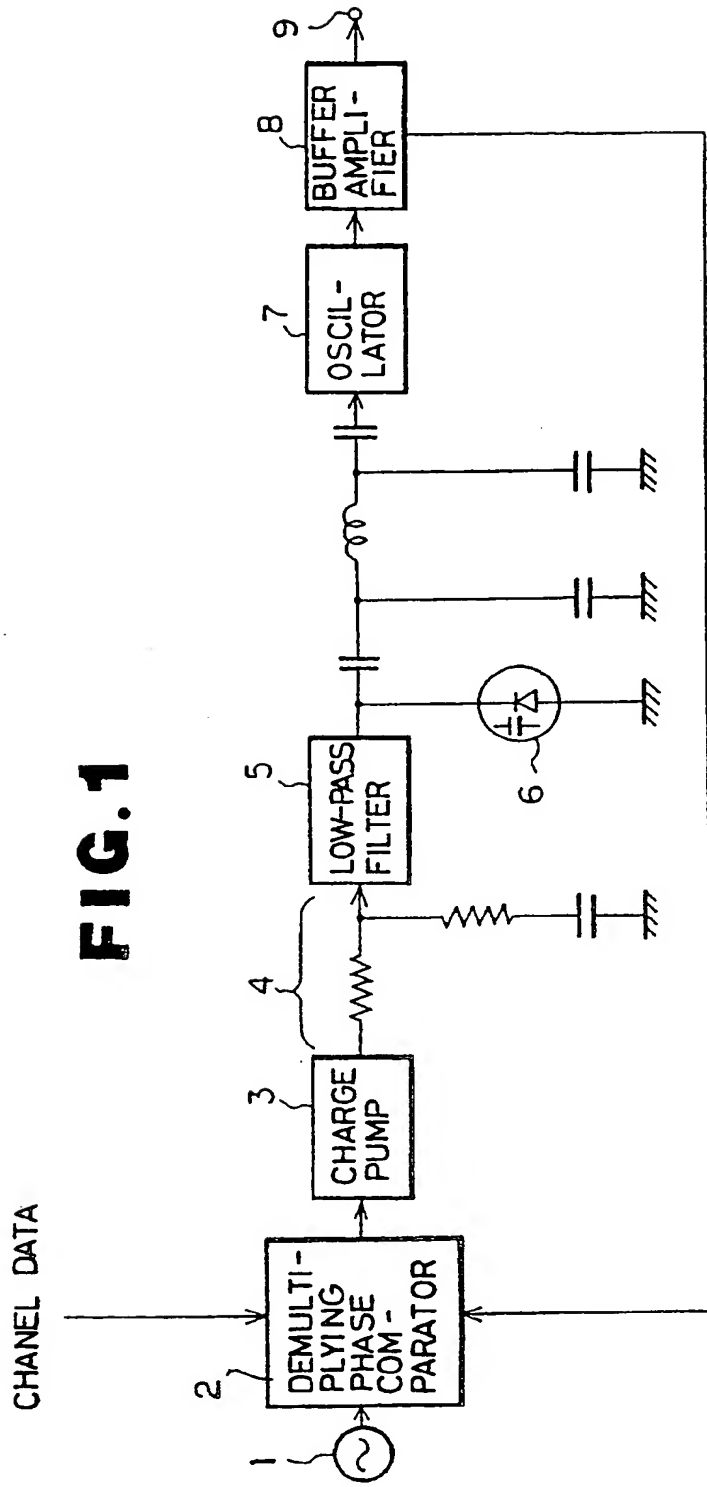 FIG.1
CHANEL DATA
1
2
DEMULTI-
PLYING
PHASE
COM-
PARATOR
3
CHARGE
PUMP
4
5
LOW-PASS
FILTER
6
7
OSCIL-
LATOR
8
BUFFER
AMPLI-
FIER
9